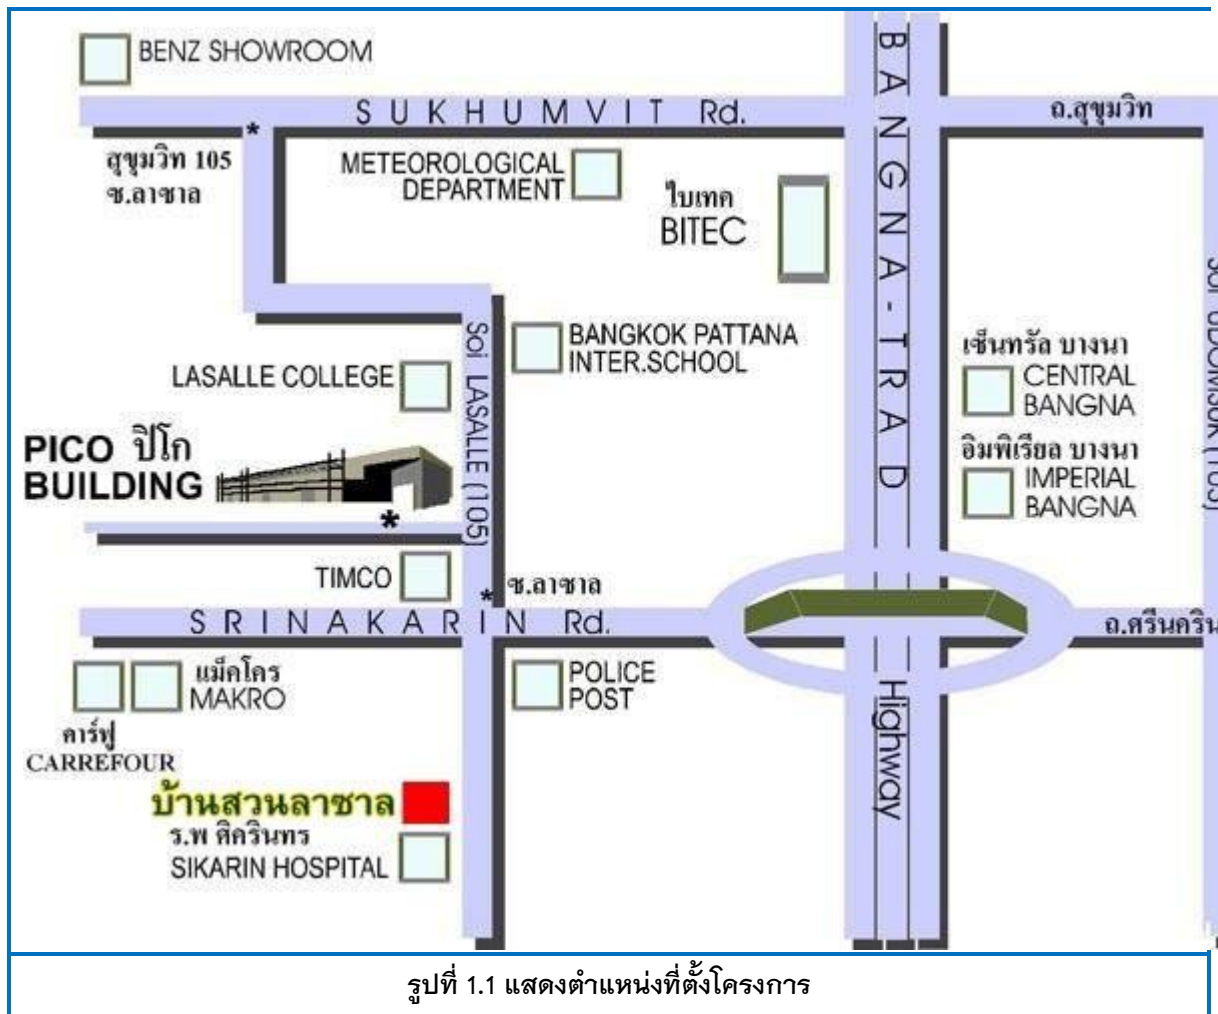 BENZ SHOWROOM
SUKHUMVIT Rd.
ถ.สุขุมวิท
สุขุมวิท 105
ซ.ลาซาล
METEOROLOGICAL
DEPARTMENT
ไบเทค
BITEC
BANGNA-TRAD
Highway
Soi UDOMSUK (103)
Soi LASALLE (105)
BANGKOK PATTANA
INTER.SCHOOL
LASALLE COLLEGE
เซ็นทรัล บางนา
CENTRAL
BANGNA
อิมพิเรียล บางนา
IMPERIAL
BANGNA
PICO ปิโก
BUILDING
*
TIMCO
* ซ.ลาซาล
SRINAKARIN Rd.
ถ.ศรีนคริน
แม็คโคร
MAKRO
POLICE
POST
คาร์ฟู
CARREFOUR
บ้านสวนลาซาล
ร.พ ศิครินทร
SIKARIN HOSPITAL
รูปที่ 1.1 แสดงตำแหน่งที่ตั้งโครงการ